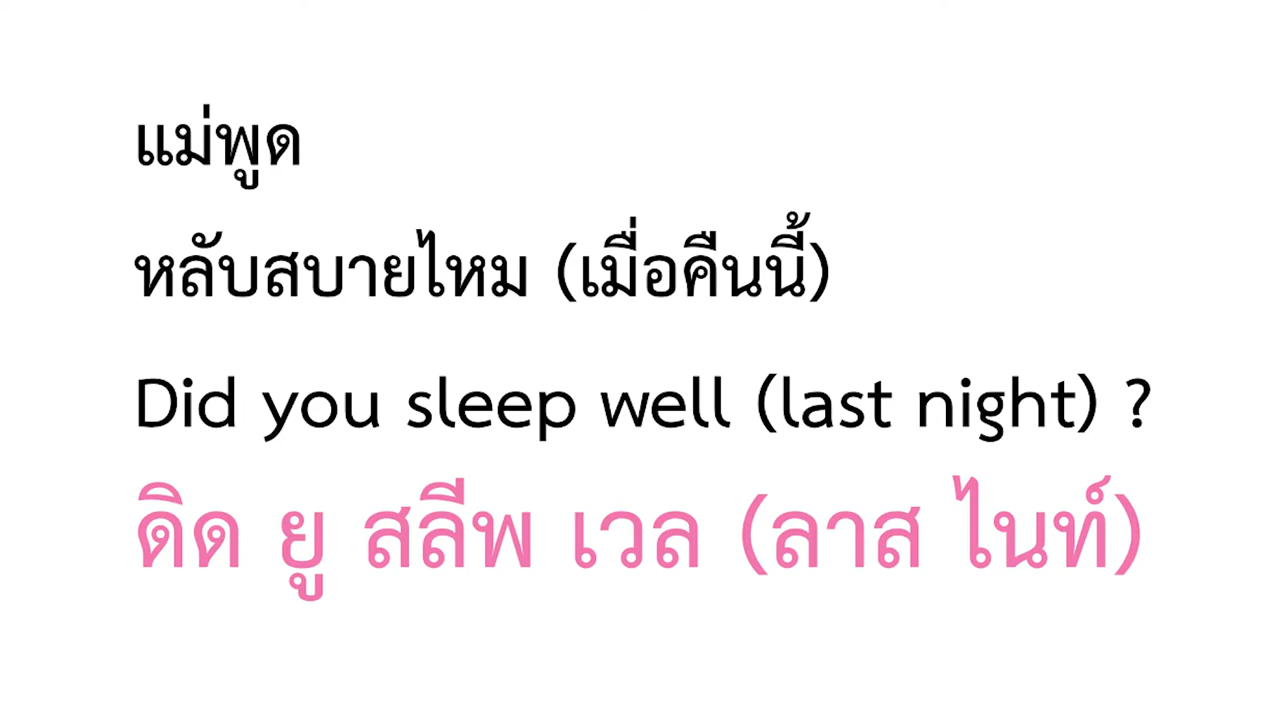 แม่พูด
หลับสบายไหม (เมื่อคืนนี้)
Did you sleep well (last night) ?
ดิด ยู สลีพ เวล (ลาส ไนท์)